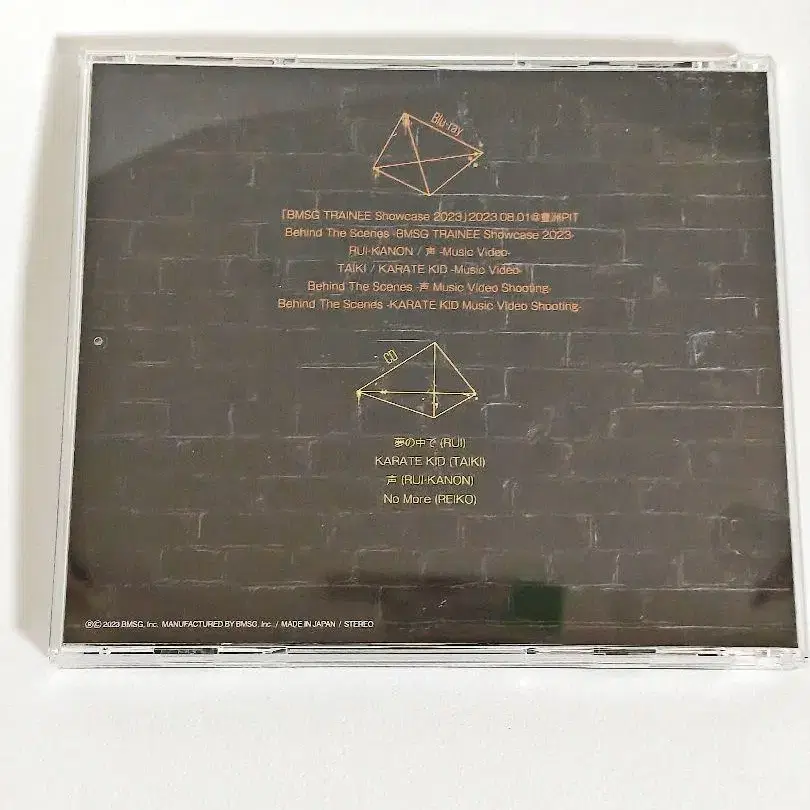 Blu-ray
「BMSG TRAINEE Showcase 2023」2023.08.01@豊洲PIT
Behind The Scenes -BMSG TRAINEE Showcase 2023-
RUI・KANON / 声 -Music Video-
TAIKI / KARATE KID -Music Video-
Behind The Scenes -声 Music Video Shooting-
Behind The Scenes -KARATE KID Music Video Shooting-
CD
夢の中で (RUI)
KARATE KID (TAIKI)
声 (RUI・KANON)
No More (REIKO)
Ⓟ© 2023 BMSG, Inc. MANUFACTURED BY BMSG, Inc. / MADE IN JAPAN / STEREO